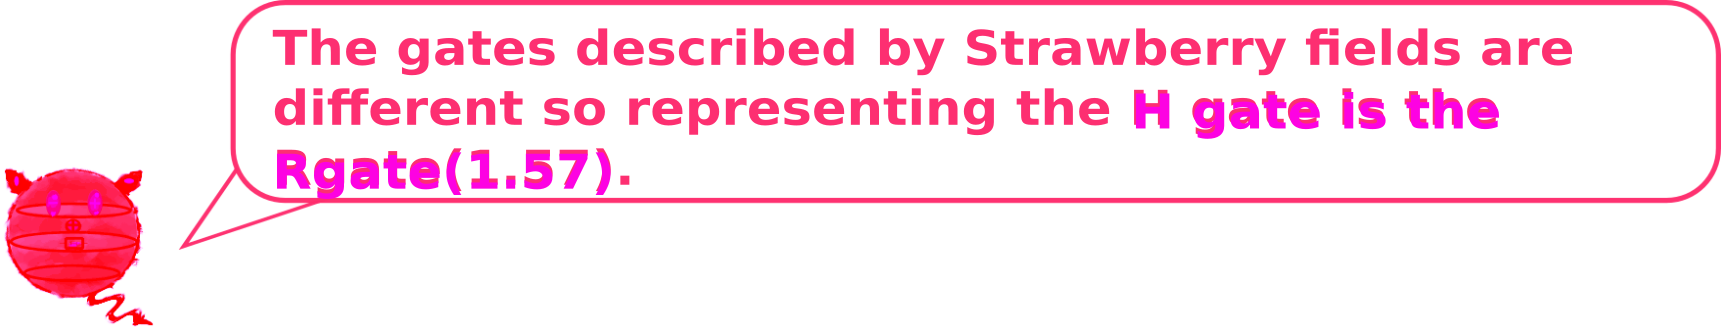 The gates described by Strawberry fields are
different so representing the H gate is the
Rgate(1.57).